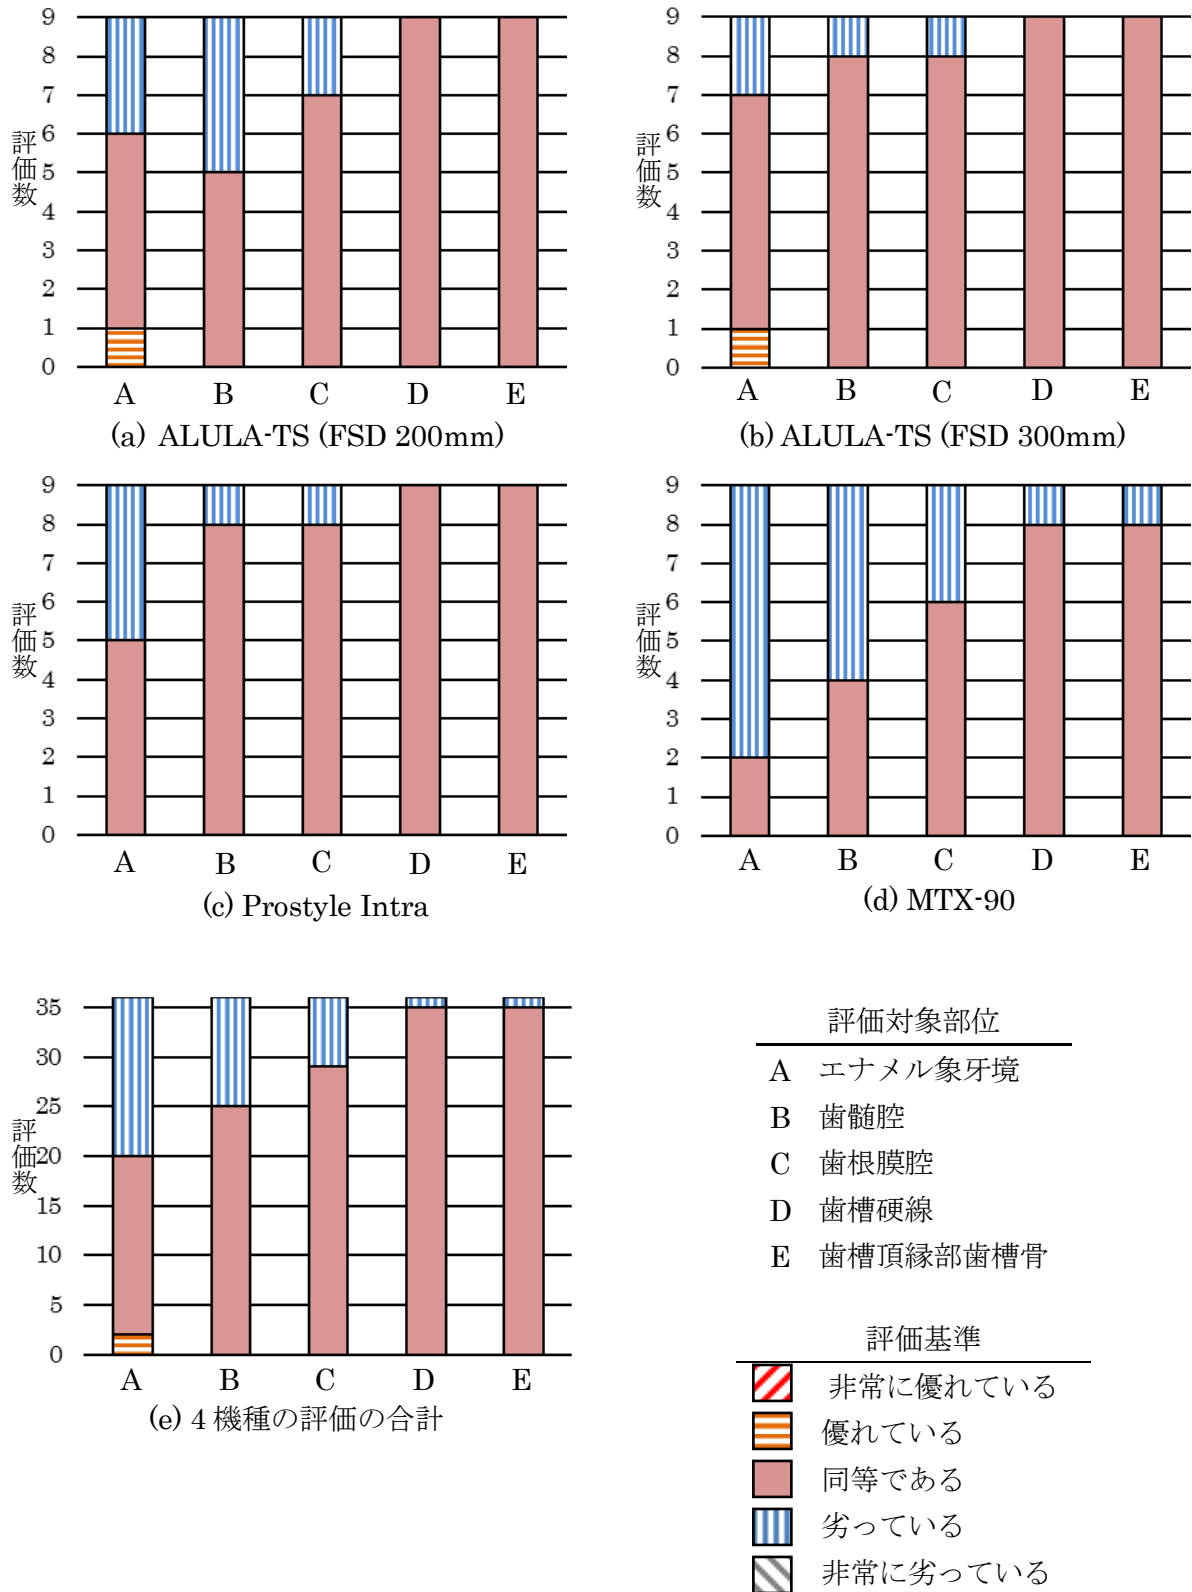 9
8
7
6
5
4
3
2
1
0
評価数
A B C D E
(a) ALULA-TS (FSD 200mm)
9
8
7
6
5
4
3
2
1
0
評価数
A B C D E
(b) ALULA-TS (FSD 300mm)
9
8
7
6
5
4
3
2
1
0
評価数
A B C D E
(c) Prostyle Intra
9
8
7
6
5
4
3
2
1
0
評価数
A B C D E
(d) MTX-90
35
30
25
20
15
10
5
0
評価数
A B C D E
(e) 4 機種の評価の合計
評価対象部位
A エナメル象牙境
B 歯髄腔
C 歯根膜腔
D 歯槽硬線
E 歯槽頂縁部歯槽骨
評価基準
非常に優れている
優れている
同等である
劣っている
非常に劣っている